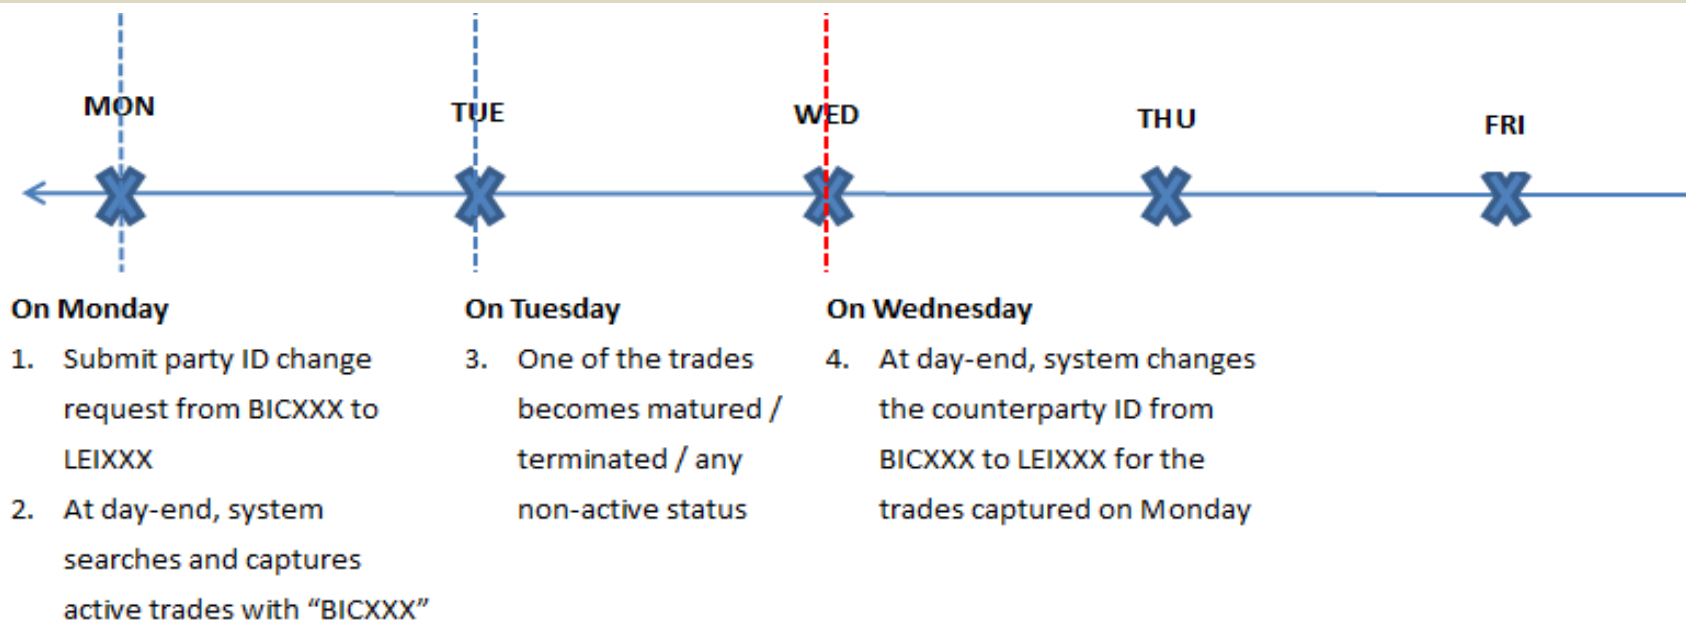 MON
TUE
WED
THU
FRI
On Monday
1. Submit party ID change
request from BICXXX to
LEIXXX
2. At day-end, system
searches and captures
active trades with “BICXXX”
On Tuesday
3. One of the trades
becomes matured /
terminated / any
non-active status
On Wednesday
4. At day-end, system changes
the counterparty ID from
BICXXX to LEIXXX for the
trades captured on Monday